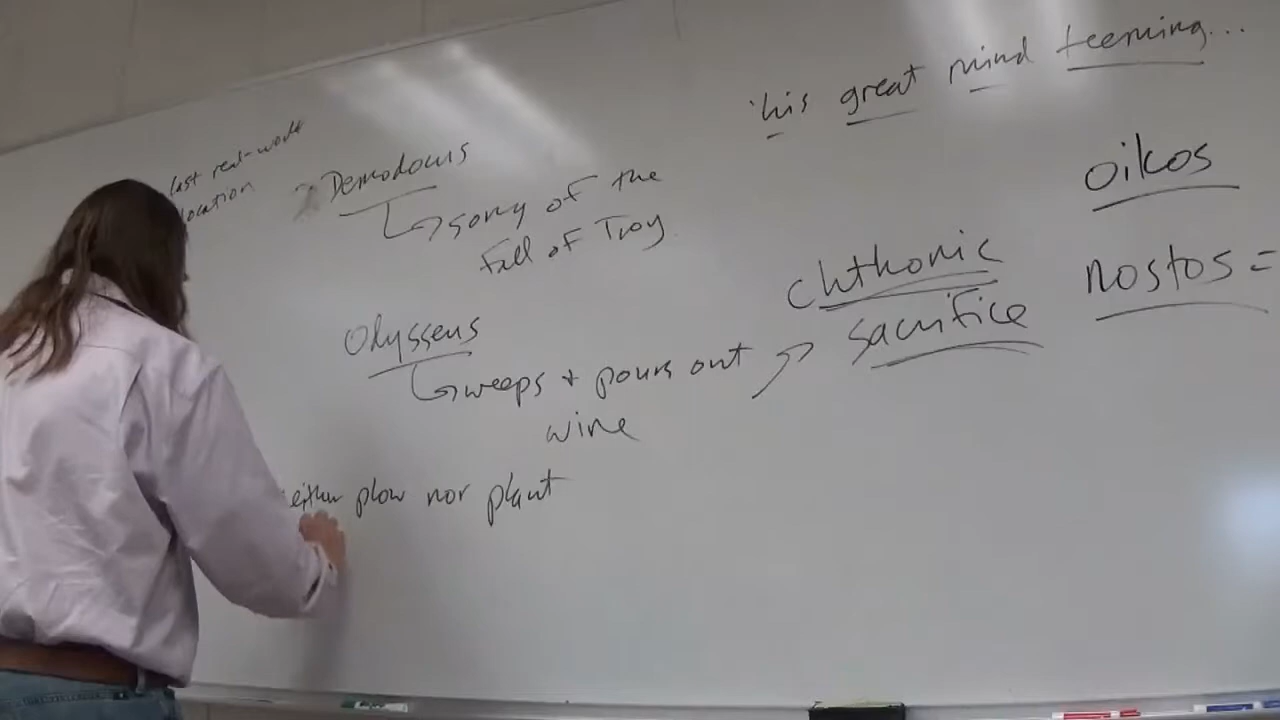 his great mind teeming...
last real-world
location
Demodocus
song of the
fall of Troy
oikos
chthonic
sacrifice
nostos =
Odysseus
weeps + pours out
wine
either plow nor plant